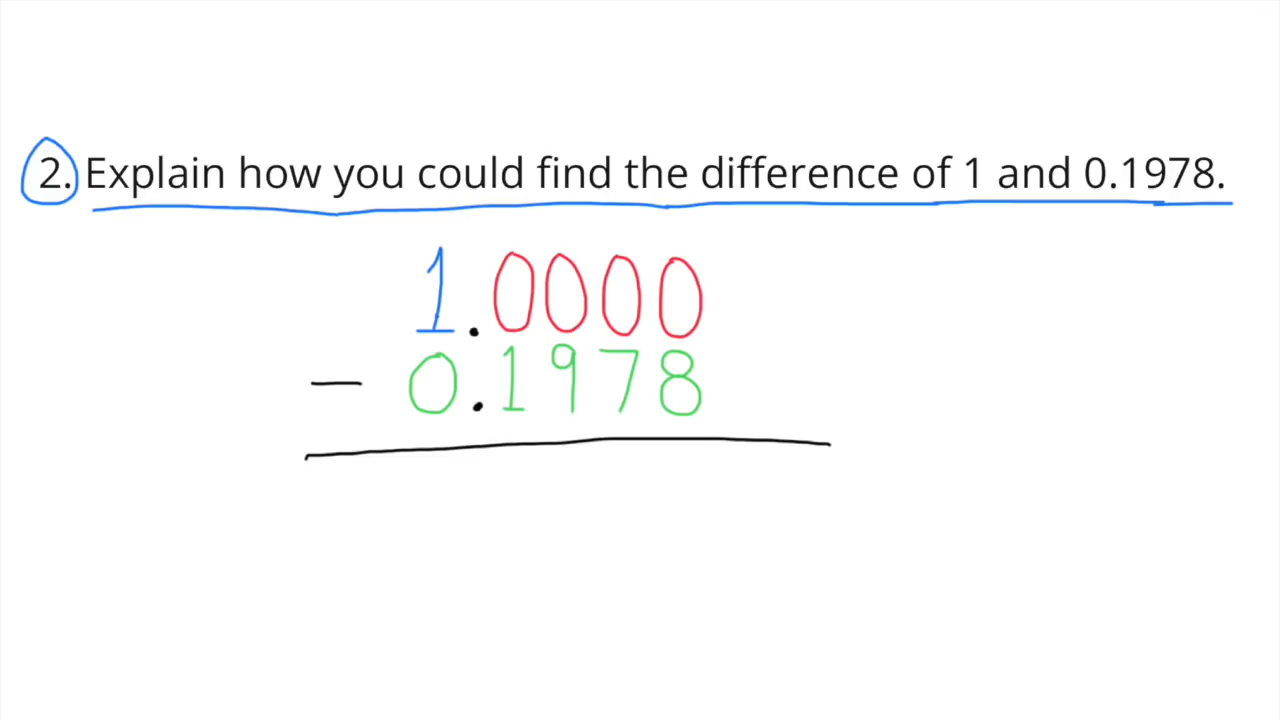 2. Explain how you could find the difference of 1 and 0.1978.
1.0000
- 0.1978